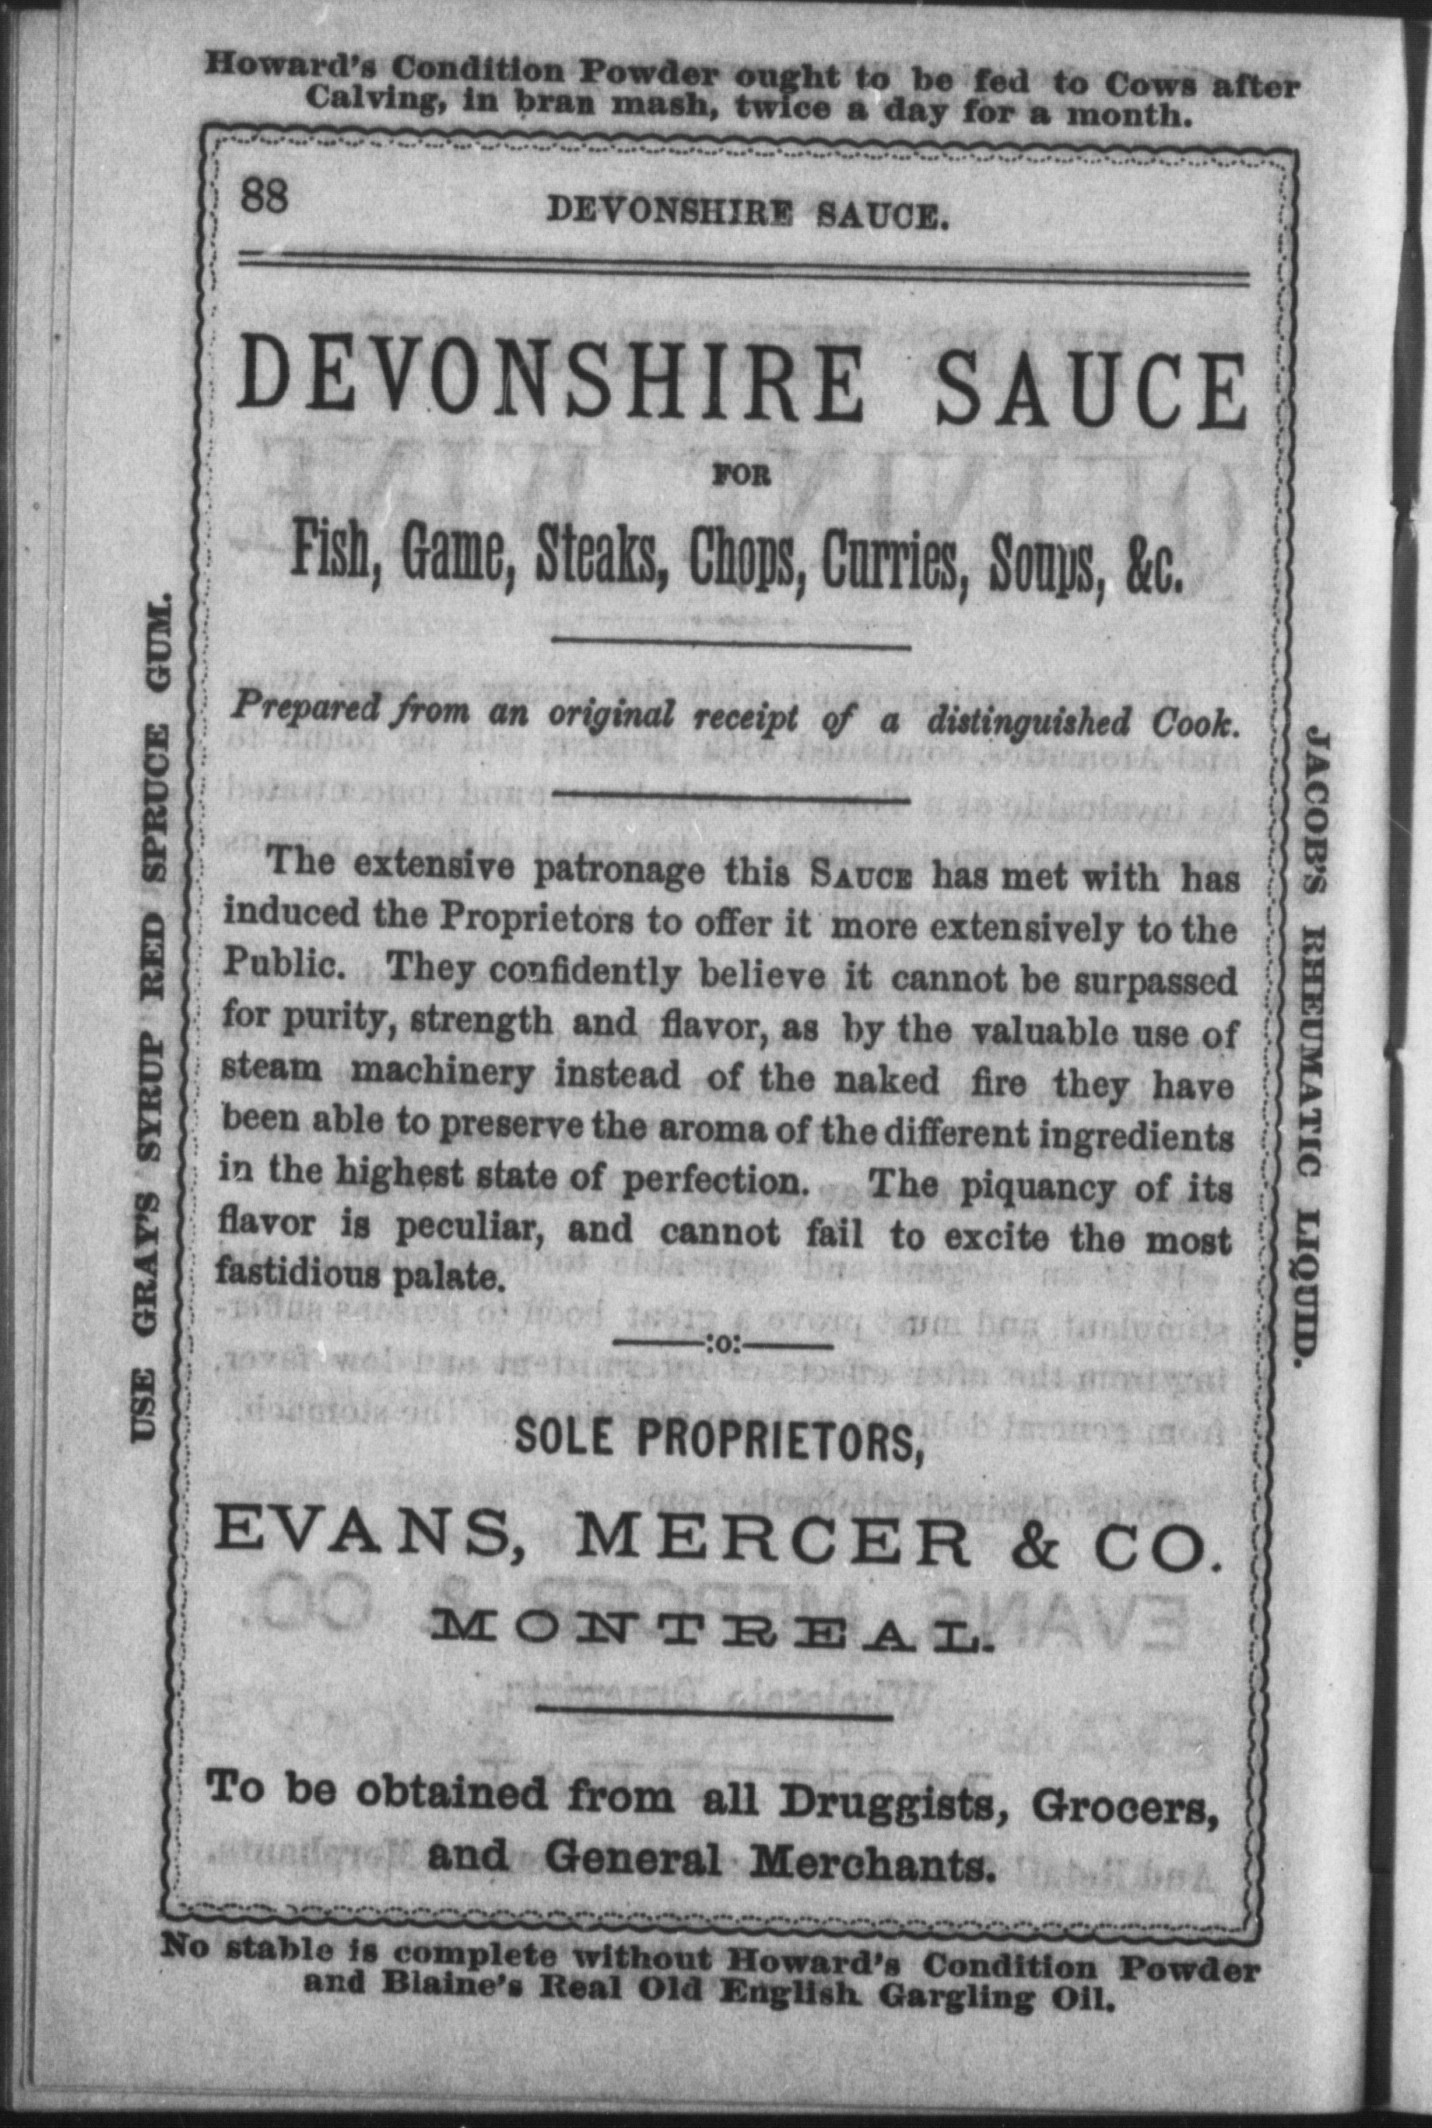 Howard's Condition Powder ought to be fed to Cows after
Calving, in bran mash, twice a day for a month.
88 DEVONSHIRE SAUCE.
DEVONSHIRE SAUCE
FOR
Fish, Game, Steaks, Chops, Curries, Soups, &c.
Prepared from an original receipt of a distinguished Cook.
The extensive patronage this SAUCE has met with has
induced the Proprietors to offer it more extensively to the
Public. They confidently believe it cannot be surpassed
for purity, strength and flavor, as by the valuable use of
steam machinery instead of the naked fire they have
been able to preserve the aroma of the different ingredients
in the highest state of perfection. The piquancy of its
flavor is peculiar, and cannot fail to excite the most
fastidious palate.
:o:
SOLE PROPRIETORS,
EVANS, MERCER & CO.
MONTREAL.
To be obtained from all Druggists, Grocers,
and General Merchants.
No stable is complete without Howard's Condition Powder
and Blaine's Real Old English Gargling Oil.
USE GRAY'S SYRUP RED SPRUCE GUM.
JACOB'S RHEUMATIC LIQUID.